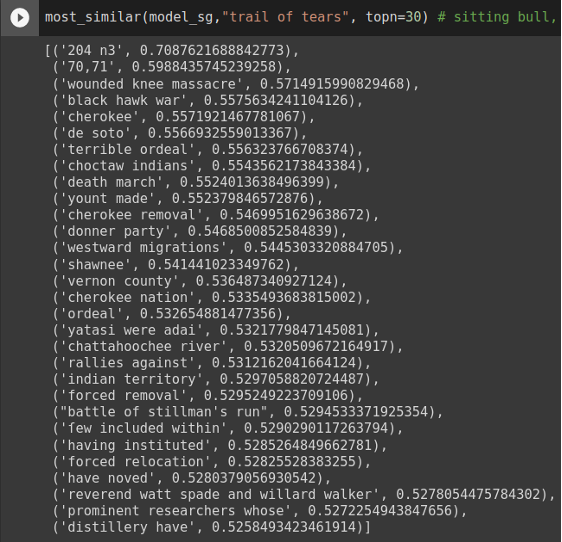 most_similar(model_sg,"trail of tears", topn=30) # sitting bull,
[('204 n3', 0.7087621688842773),
('70,71', 0.5988435745239258),
('wounded knee massacre', 0.5714915990829468),
('black hawk war', 0.5575634241104126),
('cherokee', 0.5571921467781067),
('de soto', 0.5566932559013367),
('terrible ordeal', 0.556323766708374),
('choctaw indians', 0.5543562173843384),
('death march', 0.5524013638496399),
('yount made', 0.552379846572876),
('cherokee removal', 0.5469951629638672),
('donner party', 0.5468500852584839),
('westward migrations', 0.5445303320884705),
('shawnee', 0.541441023349762),
('vernon county', 0.536487340927124),
('cherokee nation', 0.5335493683815002),
('ordeal', 0.532654881477356),
('yatasi were adai', 0.5321779847145081),
('chattahoochee river', 0.5320509672164917),
('rallies against', 0.5312162041664124),
('indian territory', 0.5297058820724487),
('forced removal', 0.5295249223709106),
("battle of stillman's run", 0.5294533371925354),
('few included within', 0.5290290117263794),
('having instituted', 0.5285264849662781),
('forced relocation', 0.52825528383255),
('have noved', 0.5280379056930542),
('reverend watt spade and willard walker', 0.5278054475784302),
('prominent researchers whose', 0.5272254943847656),
('distillery have', 0.5258493423461914)]